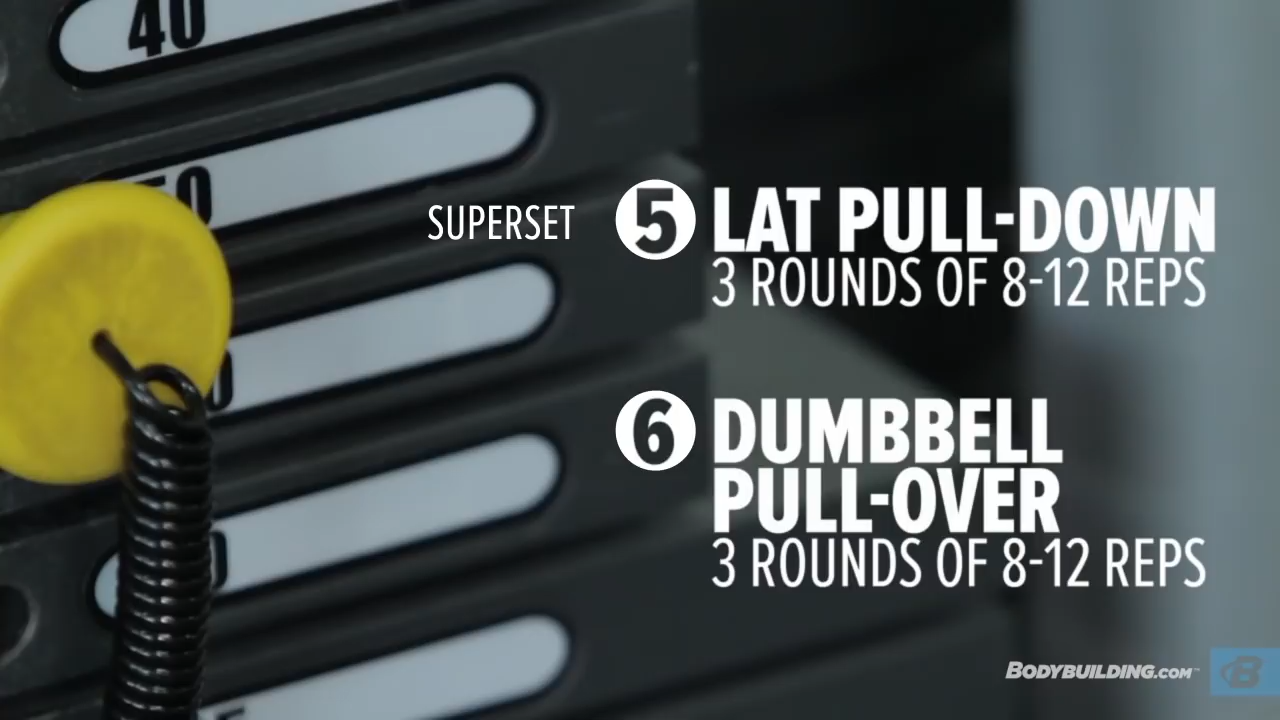 40
SUPERSET
5 LAT PULL-DOWN
3 ROUNDS OF 8-12 REPS
6 DUMBBELL
PULL-OVER
3 ROUNDS OF 8-12 REPS
BODYBUILDING.COM™
B